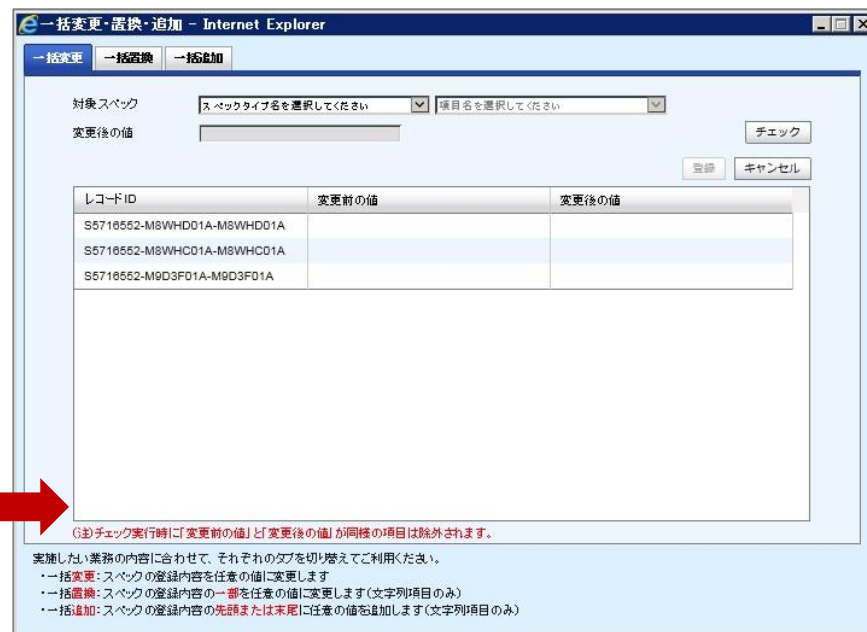 一括変更・置換・追加 - Internet Explorer
一括変更 一括置換 一括追加
対象スペック スペックタイプ名を選択してください 項目名を選択してください
変更後の値 チェック
登録 キャンセル
レコードID 変更前の値 変更後の値
S5716552-M8WHD01A-M8WHD01A
S5716552-M8WHC01A-M8WHC01A
S5716552-M9D3F01A-M9D3F01A
(注)チェック実行時に「変更前の値」と「変更後の値」が同様の項目は除外されます。
実施したい業務の内容に合わせて、それぞれのタブを切り替えてご利用ください。
・一括変更：スペックの登録内容を任意の値に変更します
・一括置換：スペックの登録内容の一部を任意の値に変更します(文字列項目のみ)
・一括追加：スペックの登録内容の先頭または末尾に任意の値を追加します(文字列項目のみ)